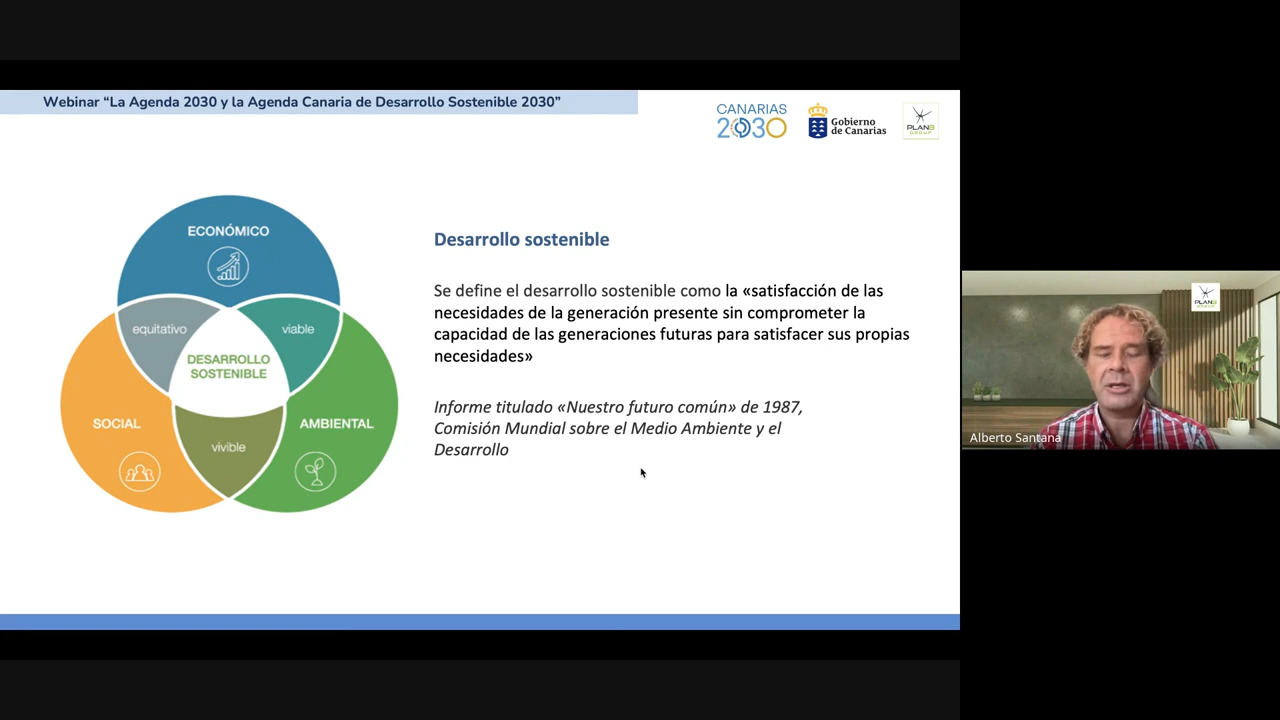 Webinar “La Agenda 2030 y la Agenda Canaria de Desarrollo Sostenible 2030”
CANARIAS
2030
Gobierno
de Canarias
PLANB
GROUP
ECONÓMICO
equitativo
viable
DESARROLLO
SOSTENIBLE
SOCIAL
AMBIENTAL
vivible
Desarrollo sostenible
Se define el desarrollo sostenible como la «satisfacción de las
necesidades de la generación presente sin comprometer la
capacidad de las generaciones futuras para satisfacer sus propias
necesidades»
Informe titulado «Nuestro futuro común» de 1987,
Comisión Mundial sobre el Medio Ambiente y el
Desarrollo
PLANB
Alberto Santana